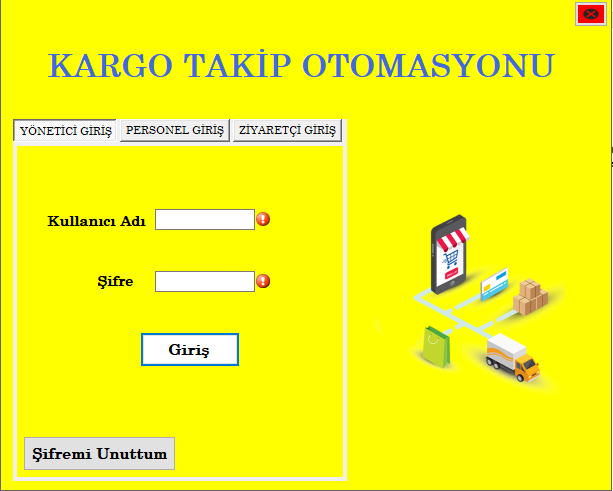 KARGO TAKİP OTOMASYONU
YÖNETİCİ GİRİŞ
PERSONEL GİRİŞ
ZİYARETÇİ GİRİŞ
Kullanıcı Adı
Şifre
Giriş
Şifremi Unuttum